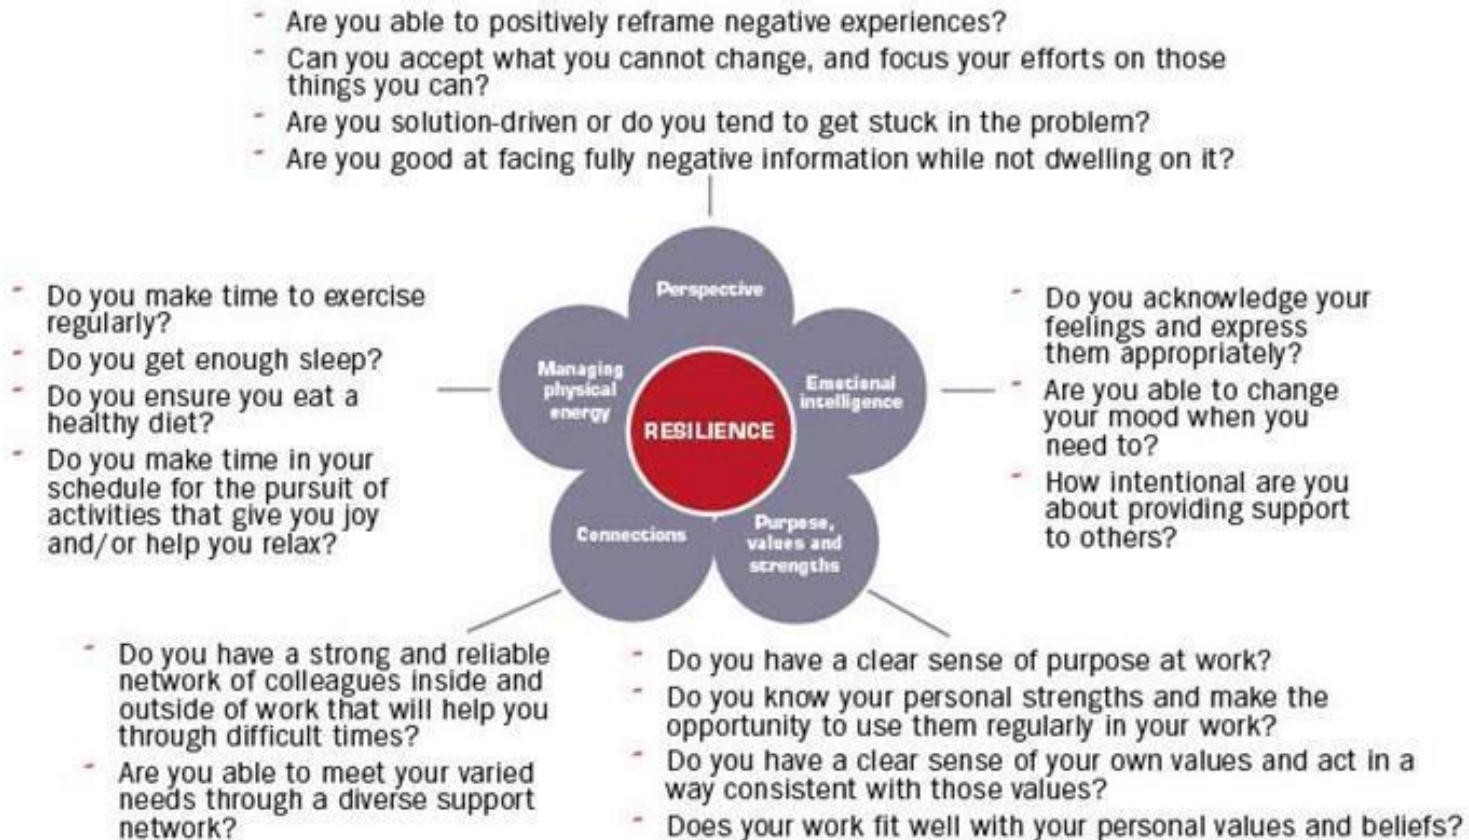 - Are you able to positively reframe negative experiences?
- Can you accept what you cannot change, and focus your efforts on those
things you can?
- Are you solution-driven or do you tend to get stuck in the problem?
- Are you good at facing fully negative information while not dwelling on it?
Perspective
Managing
physical
energy
Emotional
intelligence
RESILIENCE
Connections
Purpose,
values and
strengths
- Do you make time to exercise
regularly?
- Do you get enough sleep?
- Do you ensure you eat a
healthy diet?
- Do you make time in your
schedule for the pursuit of
activities that give you joy
and/or help you relax?
- Do you acknowledge your
feelings and express
them appropriately?
- Are you able to change
your mood when you
need to?
- How intentional are you
about providing support
to others?
- Do you have a strong and reliable
network of colleagues inside and
outside of work that will help you
through difficult times?
- Are you able to meet your varied
needs through a diverse support
network?
- Do you have a clear sense of purpose at work?
- Do you know your personal strengths and make the
opportunity to use them regularly in your work?
- Do you have a clear sense of your own values and act in a
way consistent with those values?
- Does your work fit well with your personal values and beliefs?